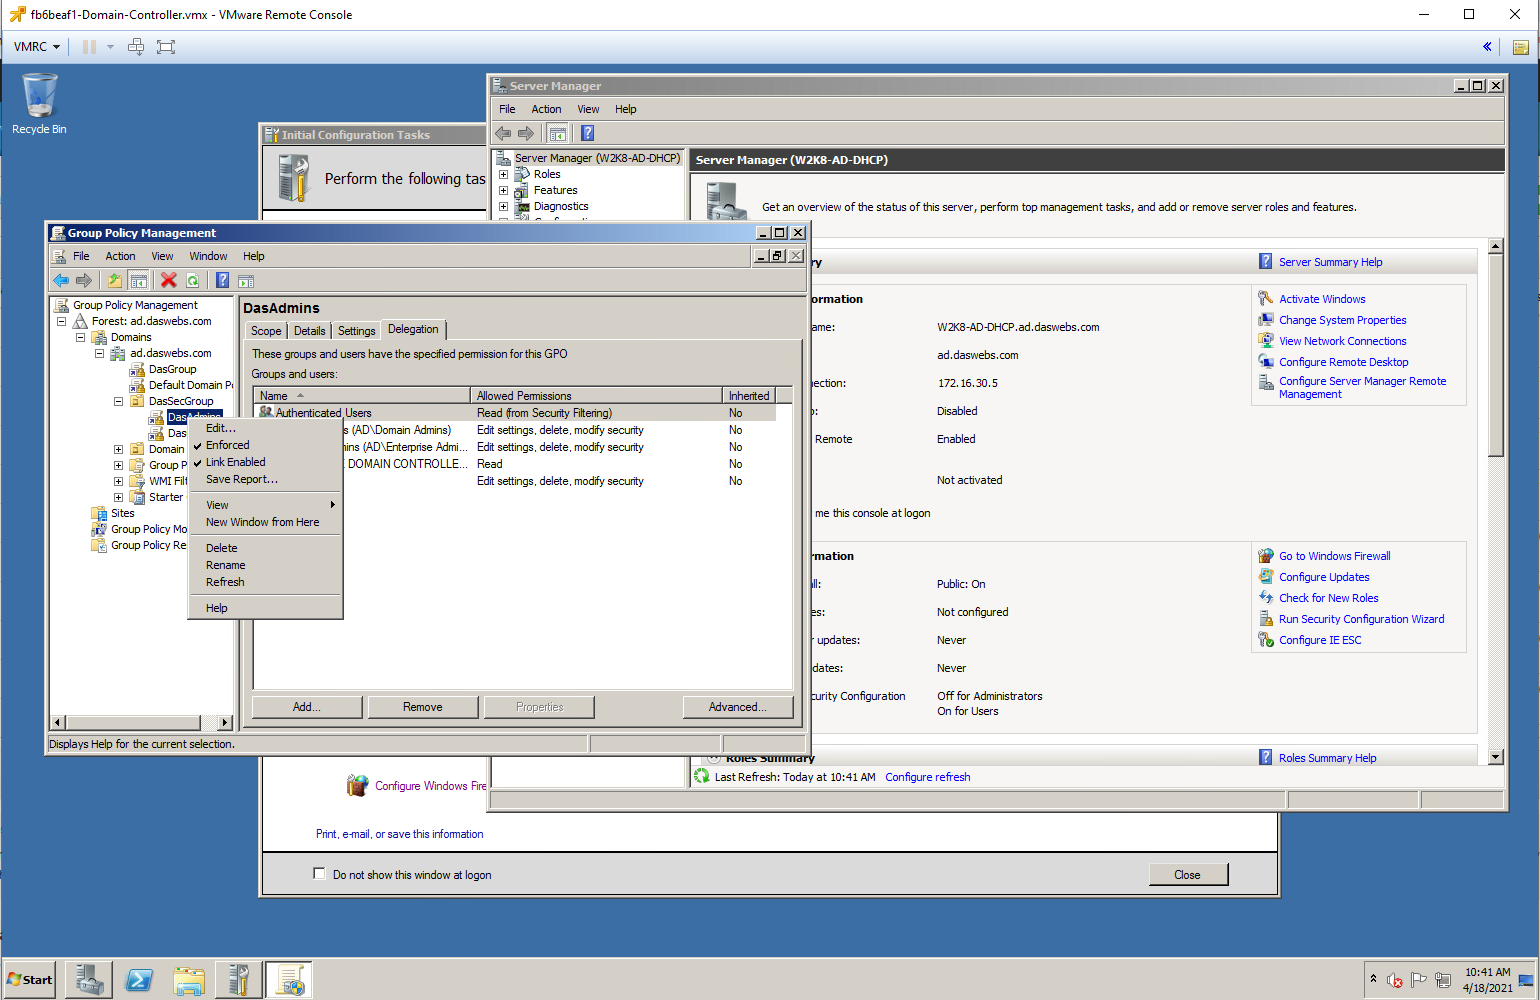 fb6beaf1-Domain-Controller.vmx - VMware Remote Console
VMRC
Recycle Bin
Initial Configuration Tasks
Perform the following tas
Server Manager
File Action View Help
Server Manager (W2K8-AD-DHCP)
Roles
Features
Diagnostics
Server Manager (W2K8-AD-DHCP)
Get an overview of the status of this server, perform top management tasks, and add or remove server roles and features.
ry
Server Summary Help
ormation
ame: W2K8-AD-DHCP.ad.daswebs.com
ad.daswebs.com
nection: 172.16.30.5
p: Disabled
Remote Enabled
Not activated
me this console at logon
Activate Windows
Change System Properties
View Network Connections
Configure Remote Desktop
Configure Server Manager Remote
Management
rmation
all: Public: On
es: Not configured
r updates: Never
dates: Never
curity Configuration Off for Administrators
On for Users
Go to Windows Firewall
Configure Updates
Check for New Roles
Run Security Configuration Wizard
Configure IE ESC
Roles Summary
Roles Summary Help
Last Refresh: Today at 10:41 AM Configure refresh
Group Policy Management
File Action View Window Help
Group Policy Management
Forest: ad.daswebs.com
Domains
ad.daswebs.com
DasGroup
Default Domain P
DasSecGroup
DasAdmins
Das
Domain
Group P
WMI Filt
Starter
Sites
Group Policy Mo
Group Policy Re
Edit...
Enforced
Link Enabled
Save Report...
View
New Window from Here
Delete
Rename
Refresh
Help
DasAdmins
Scope Details Settings Delegation
These groups and users have the specified permission for this GPO
Groups and users:
Name Allowed Permissions Inherited
Authenticated Users Read (from Security Filtering) No
s (AD\Domain Admins) Edit settings, delete, modify security No
mins (AD\Enterprise Admi... Edit settings, delete, modify security No
E DOMAIN CONTROLLE... Read No
Edit settings, delete, modify security No
Add... Remove Properties Advanced...
Displays Help for the current selection.
Configure Windows Fire
Print, e-mail, or save this information
Do not show this window at logon
Close
Start
10:41 AM
4/18/2021